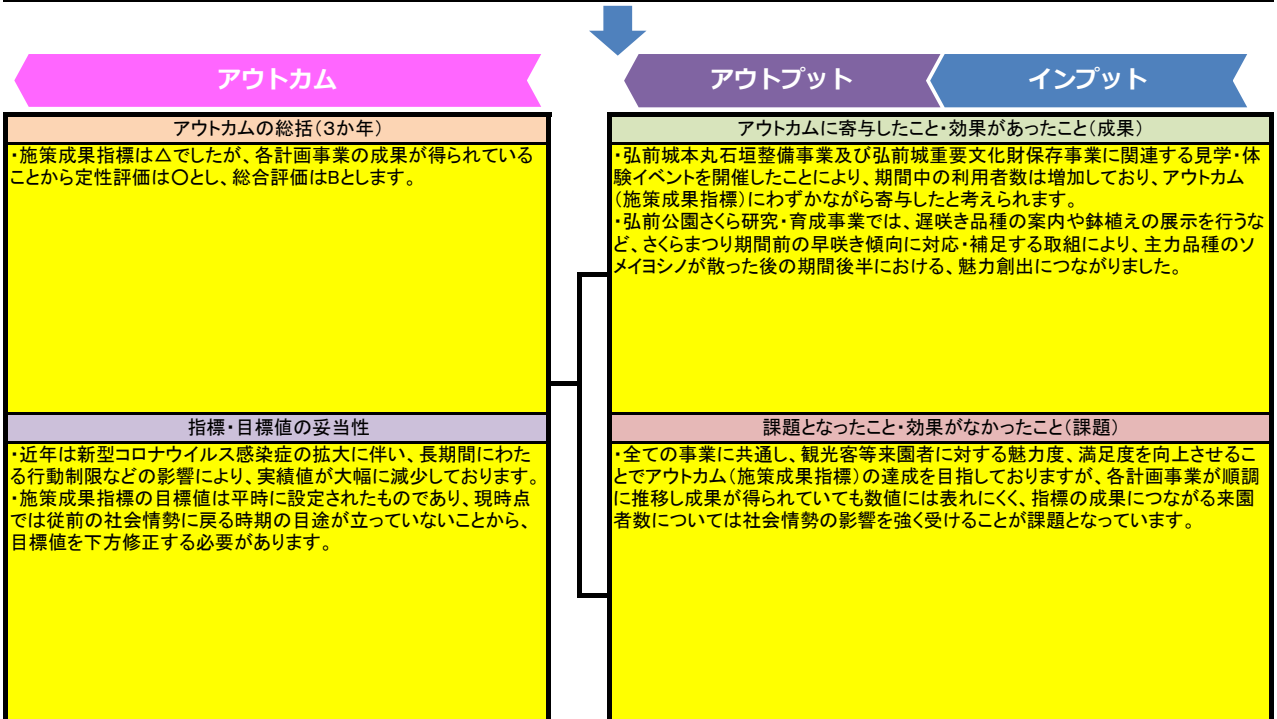 アウトカム
アウトプット
インプット
アウトカムの総括(3か年)
・施策成果指標は△でしたが、各計画事業の成果が得られている
ことから定性評価は〇とし、総合評価はBとします。
指標・目標値の妥当性
・近年は新型コロナウイルス感染症の拡大に伴い、長期間にわた
る行動制限などの影響により、実績値が大幅に減少しております。
・施策成果指標の目標値は平時に設定されたものであり、現時点
では従前の社会情勢に戻る時期の目途が立っていないことから、
目標値を下方修正する必要があります。
アウトカムに寄与したこと・効果があったこと(成果)
・弘前城本丸石垣整備事業及び弘前城重要文化財保存事業に関連する見学・体
験イベントを開催したことにより、期間中の利用者数は増加しており、アウトカム
(施策成果指標)にわずかながら寄与したと考えられます。
・弘前公園さくら研究・育成事業では、遅咲き品種の案内や鉢植えの展示を行うな
ど、さくらまつり期間前の早咲き傾向に対応・補足する取組により、主力品種のソ
メイヨシノが散った後の期間後半における、魅力創出につながりました。
課題となったこと・効果がなかったこと(課題)
・全ての事業に共通し、観光客等来園者に対する魅力度、満足度を向上させるこ
とでアウトカム(施策成果指標)の達成を目指しておりますが、各計画事業が順調
に推移し成果が得られていても数値には表れにくく、指標の成果につながる来園
者数については社会情勢の影響を強く受けることが課題となっています。